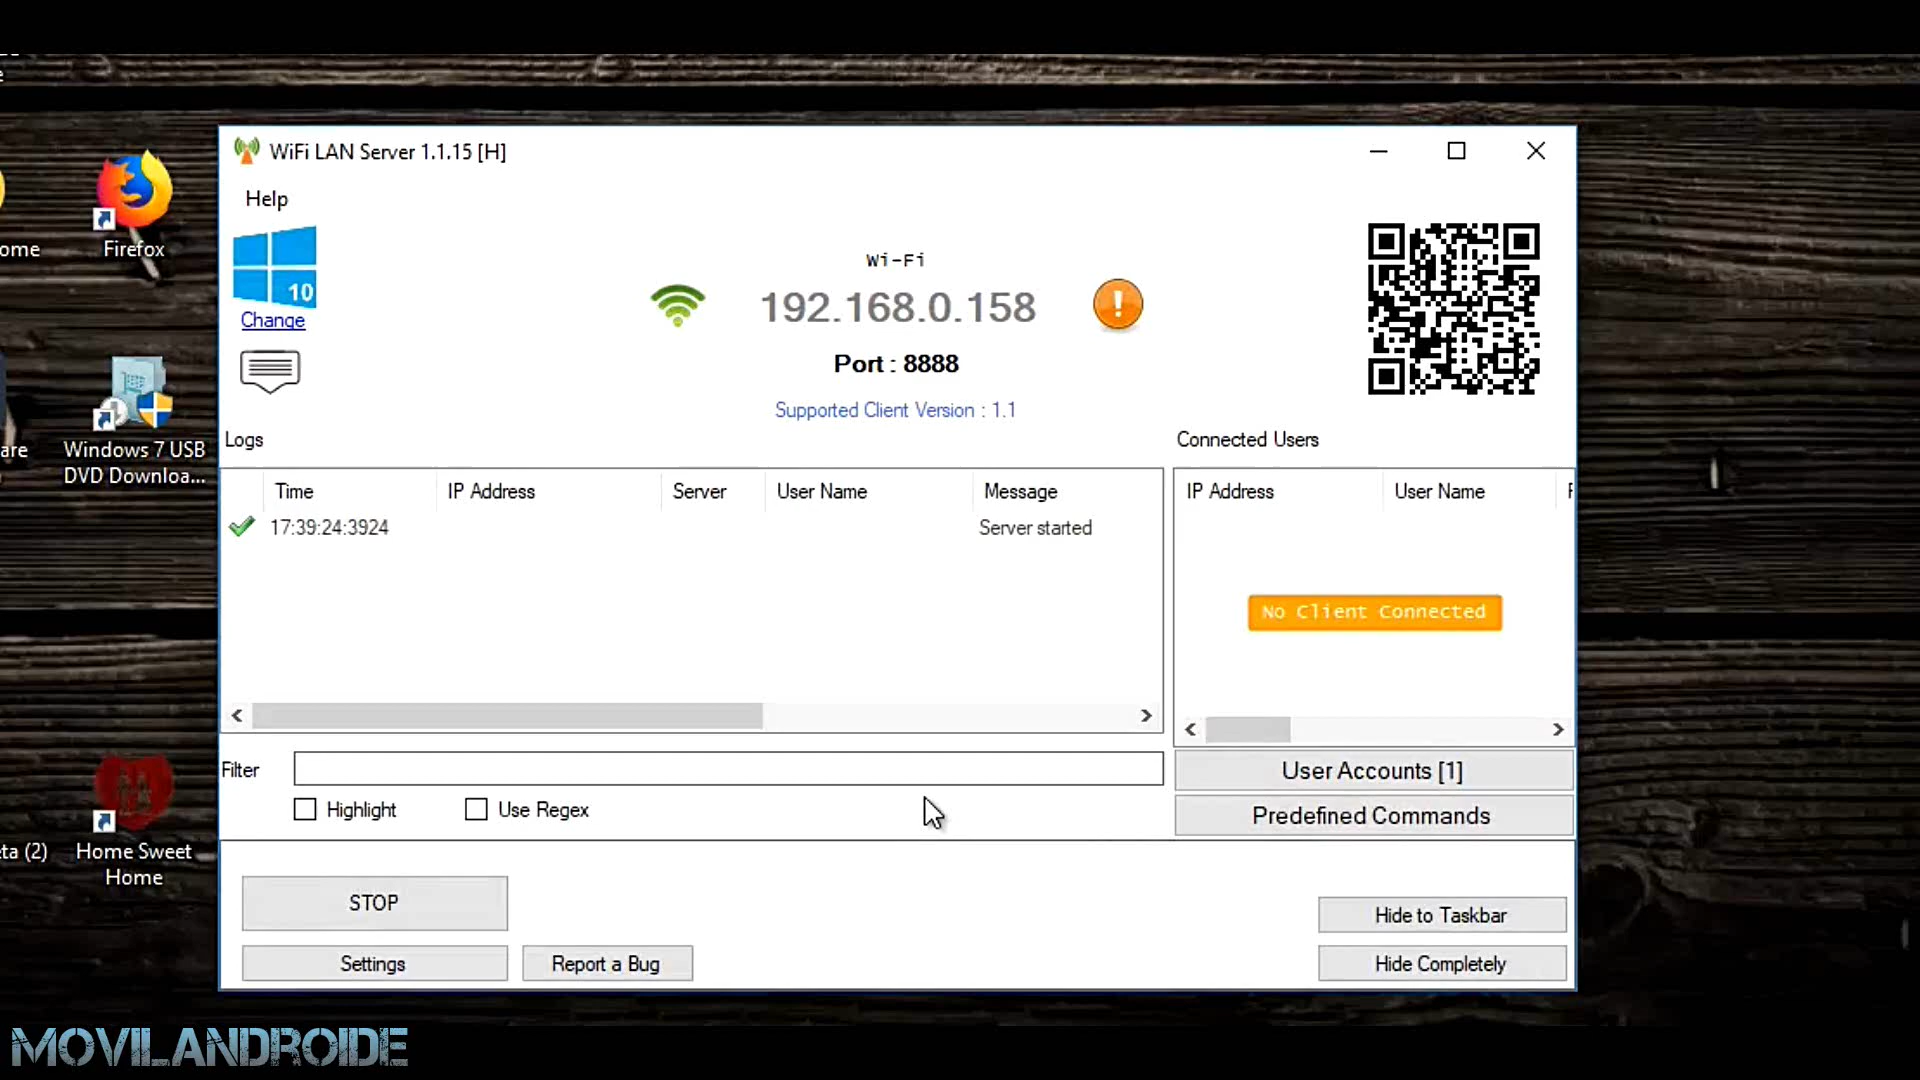 e
WiFi LAN Server 1.1.15 [H]
Help
10
Change
Wi-Fi
192.168.0.158
Port : 8888
Supported Client Version : 1.1
ome
Firefox
are
Windows 7 USB
DVD Downloa...
Logs
Connected Users
Time IP Address Server User Name Message
17:39:24:3924 Server started
IP Address User Name
No Client Connected
Filter
Highlight Use Regex
User Accounts [1]
Predefined Commands
ta (2)
Home Sweet
Home
STOP
Settings
Report a Bug
Hide to Taskbar
Hide Completely
MOVILANDROIDE